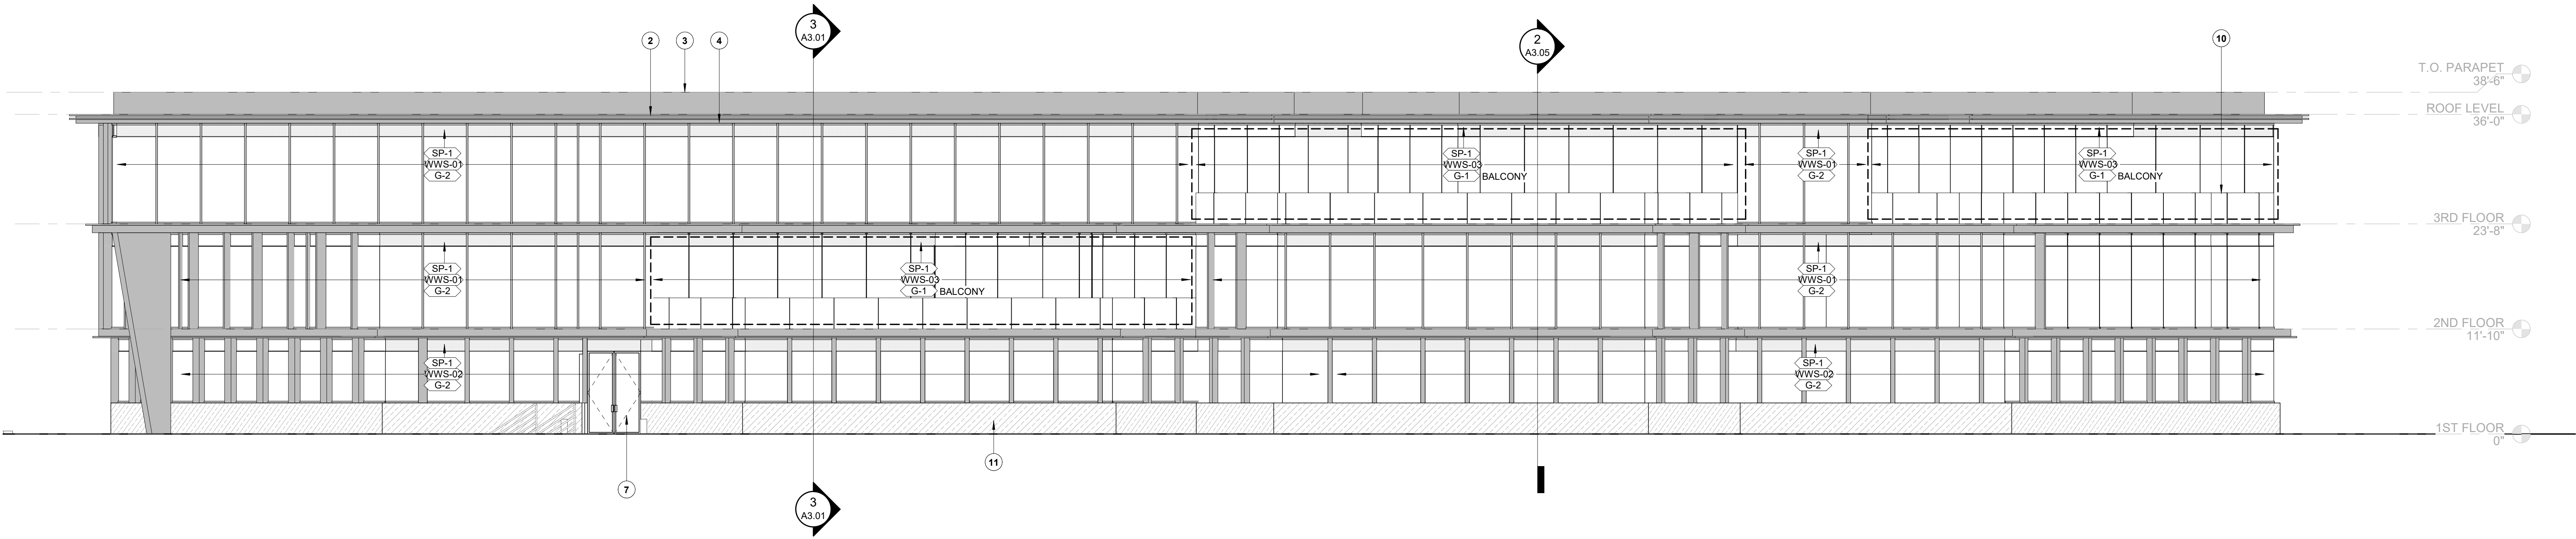 3
A3.01
2
A3.05
2
3
4
10
T.O. PARAPET
38'-6"
ROOF LEVEL
36'-0"
SP-1
WWS-01
G-2
SP-1
WWS-03
G-1 BALCONY
SP-1
WWS-01
G-2
SP-1
WWS-03
G-1 BALCONY
3RD FLOOR
23'-8"
SP-1
WWS-01
G-2
SP-1
WWS-03
G-1 BALCONY
SP-1
WWS-01
G-2
2ND FLOOR
11'-10"
SP-1
WWS-02
G-2
SP-1
WWS-02
G-2
1ST FLOOR
0"
11
7
3
A3.01